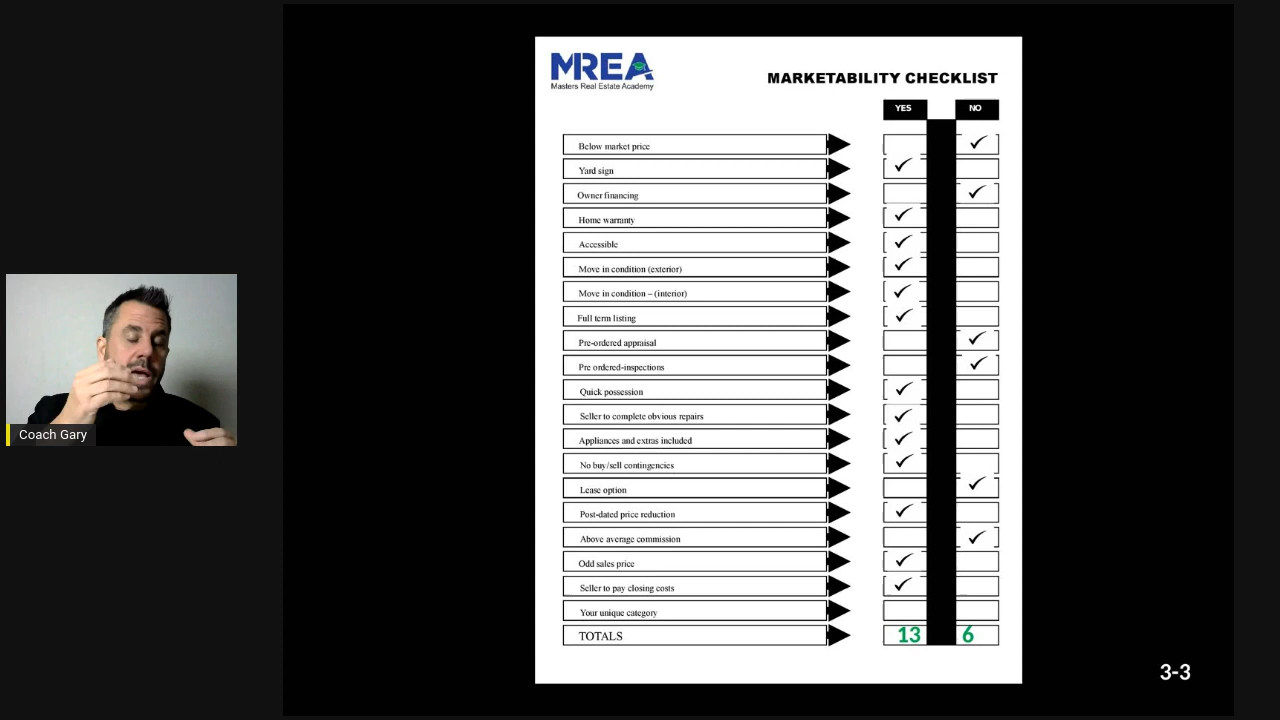 MREA
Masters Real Estate Academy
MARKETABILITY CHECKLIST
YES NO
Below market price
Yard sign
Owner financing
Home warranty
Accessible
Move in condition (exterior)
Move in condition – (interior)
Full term listing
Pre-ordered appraisal
Pre ordered-inspections
Quick possession
Seller to complete obvious repairs
Appliances and extras included
No buy/sell contingencies
Lease option
Post-dated price reduction
Above average commission
Odd sales price
Seller to pay closing costs
Your unique category
TOTALS 13 6
Coach Gary
3-3